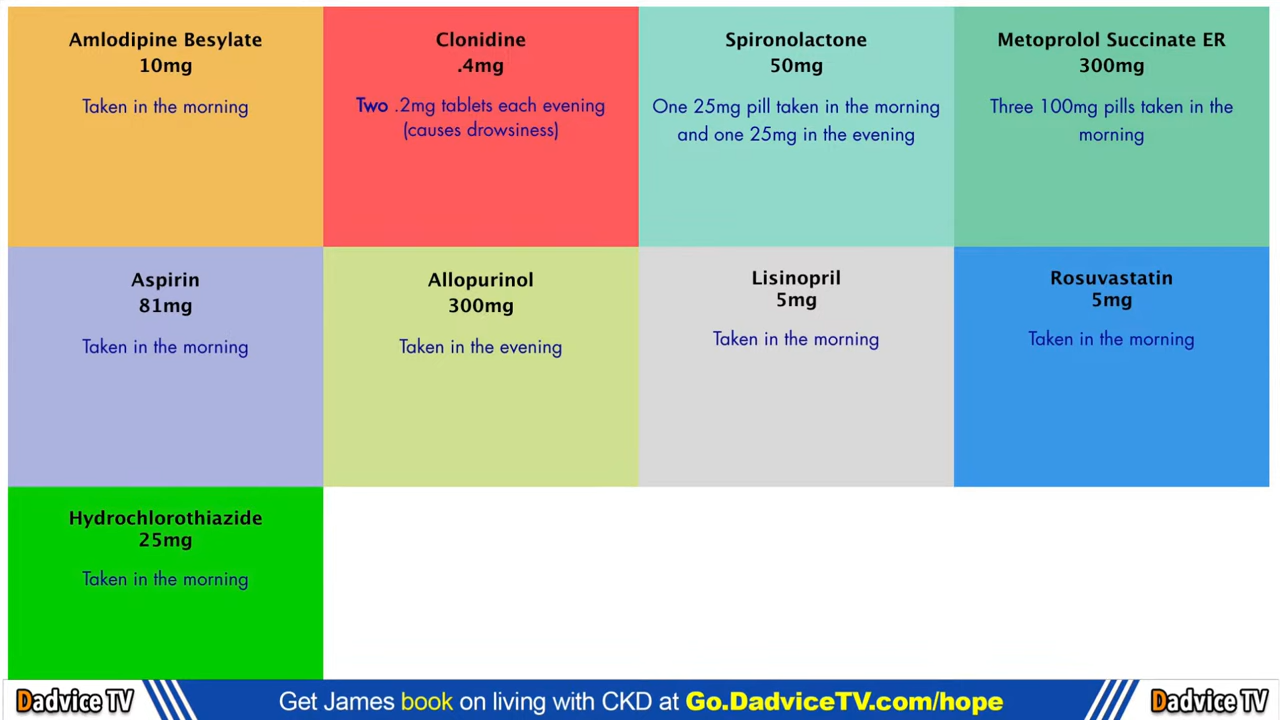 Amlodipine Besylate
10mg
Taken in the morning
Clonidine
.4mg
Two .2mg tablets each evening
(causes drowsiness)
Spironolactone
50mg
One 25mg pill taken in the morning
and one 25mg in the evening
Metoprolol Succinate ER
300mg
Three 100mg pills taken in the
morning
Aspirin
81mg
Taken in the morning
Allopurinol
300mg
Taken in the evening
Lisinopril
5mg
Taken in the morning
Rosuvastatin
5mg
Taken in the morning
Hydrochlorothiazide
25mg
Taken in the morning
Dadvice TV
Get James book on living with CKD at Go.DadviceTV.com/hope
Dadvice TV